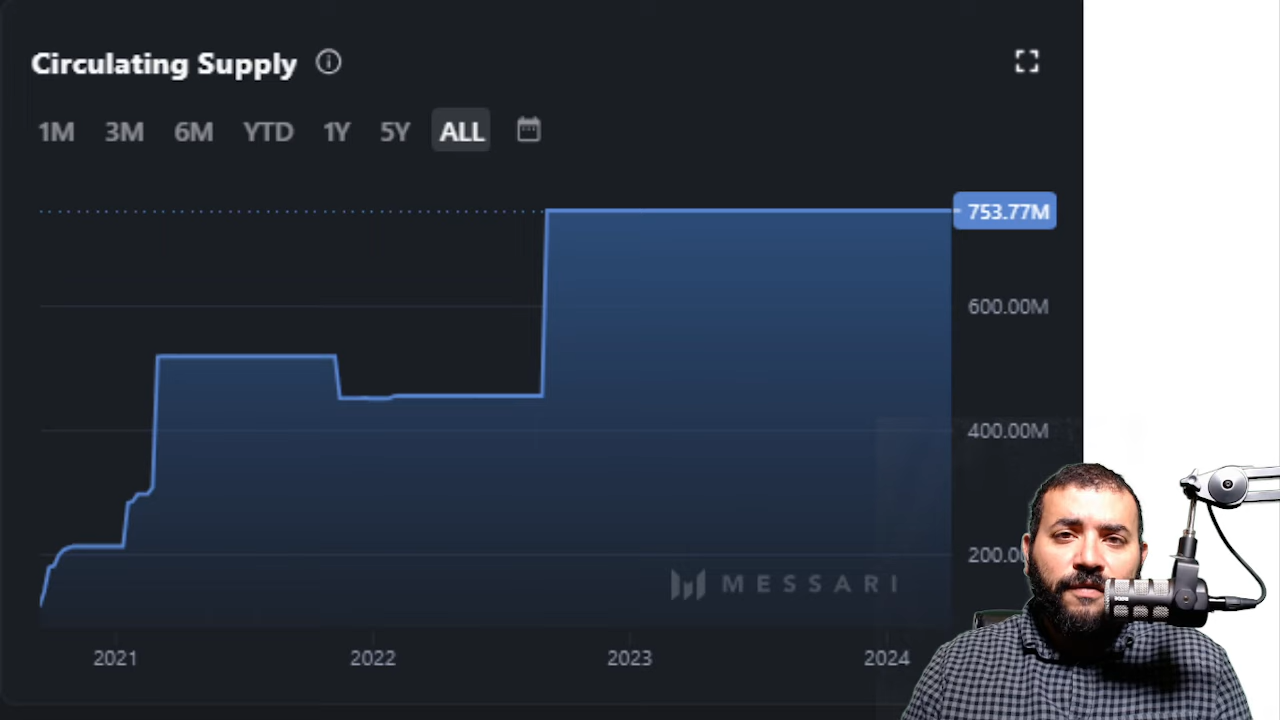 Circulating Supply
1M 3M 6M YTD 1Y 5Y ALL
753.77M
600.00M
400.00M
200.0
MESSARI
2021 2022 2023 2024